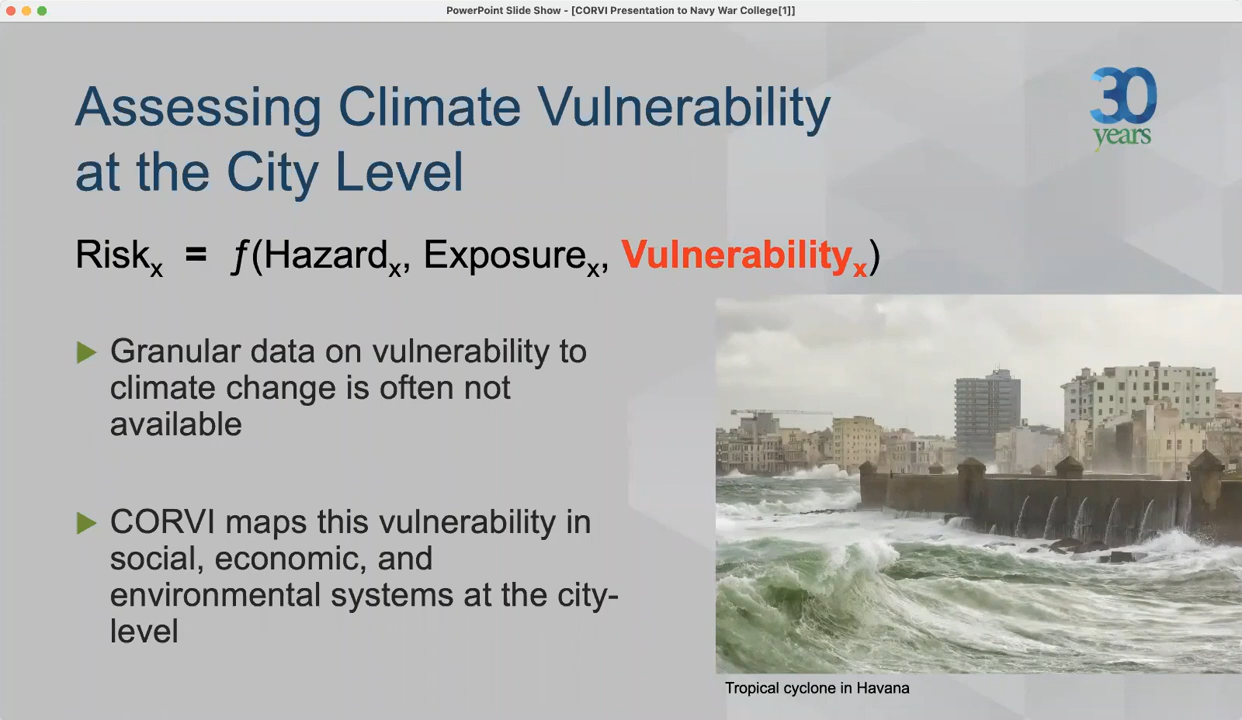 PowerPoint Slide Show - [CORVI Presentation to Navy War College[1]]
Assessing Climate Vulnerability
at the City Level
30
years
Riskx = f(Hazardx, Exposurex, Vulnerabilityx)
Granular data on vulnerability to
climate change is often not
available
CORVI maps this vulnerability in
social, economic, and
environmental systems at the city-
level
Tropical cyclone in Havana